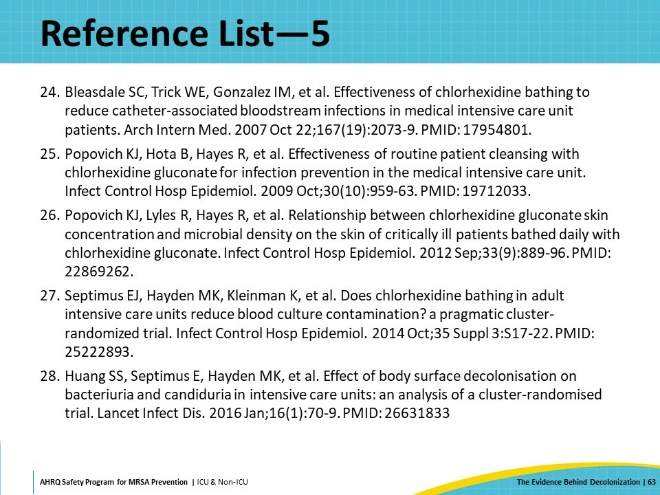 Reference List—5
24. Bleasdale SC, Trick WE, Gonzalez IM, et al. Effectiveness of chlorhexidine bathing to
reduce catheter-associated bloodstream infections in medical intensive care unit
patients. Arch Intern Med. 2007 Oct 22;167(19):2073-9. PMID: 17954801.
25. Popovich KJ, Hota B, Hayes R, et al. Effectiveness of routine patient cleansing with
chlorhexidine gluconate for infection prevention in the medical intensive care unit.
Infect Control Hosp Epidemiol. 2009 Oct;30(10):959-63. PMID: 19712033.
26. Popovich KJ, Lyles R, Hayes R, et al. Relationship between chlorhexidine gluconate skin
concentration and microbial density on the skin of critically ill patients bathed daily with
chlorhexidine gluconate. Infect Control Hosp Epidemiol. 2012 Sep;33(9):889-96. PMID:
22869262.
27. Septimus EJ, Hayden MK, Kleinman K, et al. Does chlorhexidine bathing in adult
intensive care units reduce blood culture contamination? a pragmatic cluster-
randomized trial. Infect Control Hosp Epidemiol. 2014 Oct;35 Suppl 3:S17-22. PMID:
25222893.
28. Huang SS, Septimus E, Hayden MK, et al. Effect of body surface decolonisation on
bacteriuria and candiduria in intensive care units: an analysis of a cluster-randomised
trial. Lancet Infect Dis. 2016 Jan;16(1):70-9. PMID: 26631833
AHRQ Safety Program for MRSA Prevention | ICU & Non-ICU
The Evidence Behind Decolonization | 63